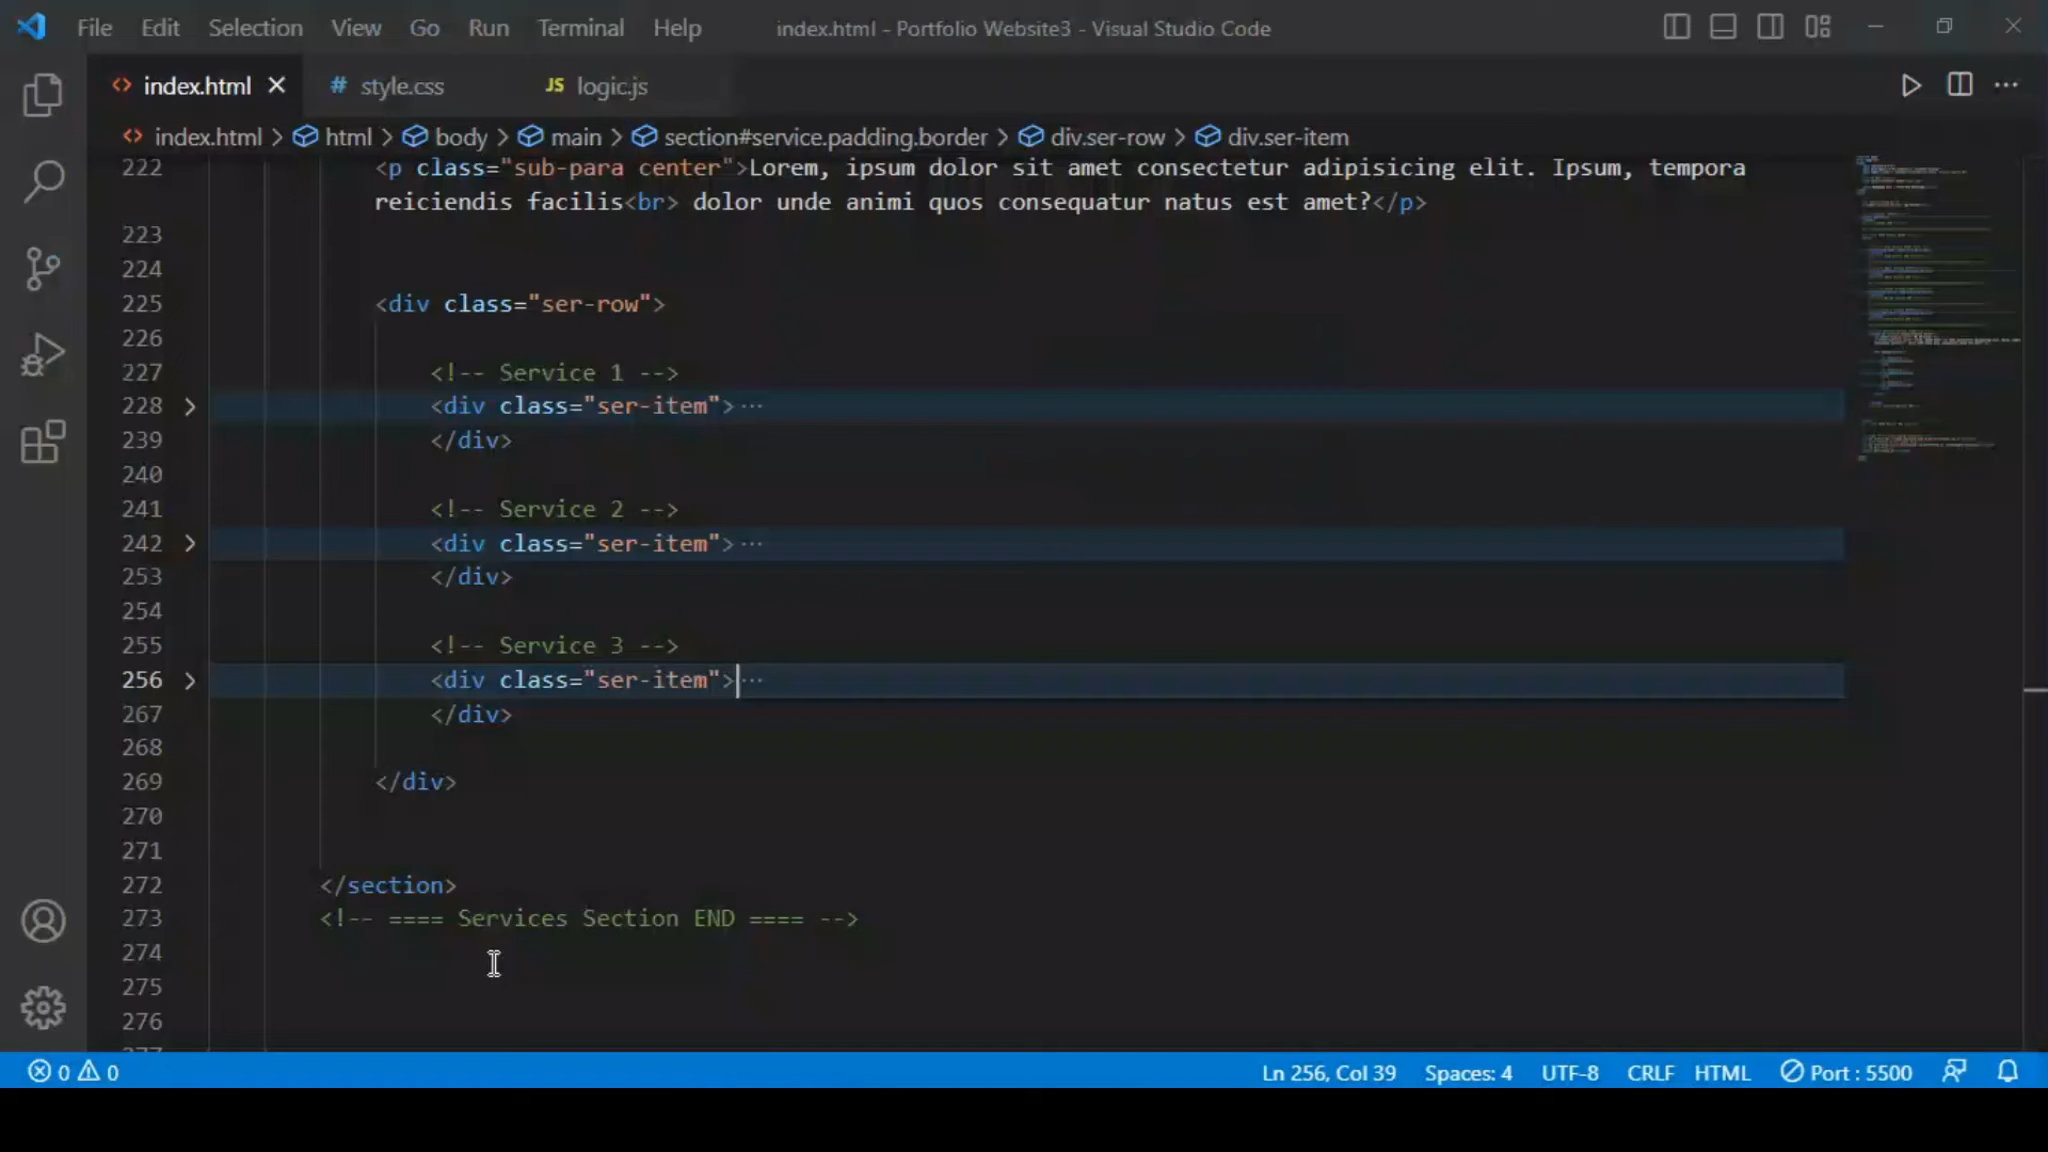 File Edit Selection View Go Run Terminal Help index.html - Portfolio Website3 - Visual Studio Code
index.html style.css JS logic.js
index.html > html > body > main > section#service.padding.border > div.ser-row > div.ser-item
222 <p class="sub-para center">Lorem, ipsum dolor sit amet consectetur adipisicing elit. Ipsum, tempora
reiciendis facilis<br> dolor unde animi quos consequatur natus est amet?</p>
223
224
225 <div class="ser-row">
226
227 <!-- Service 1 -->
228 <div class="ser-item">···
239 </div>
240
241 <!-- Service 2 -->
242 <div class="ser-item">···
253 </div>
254
255 <!-- Service 3 -->
256 <div class="ser-item">···
267 </div>
268
269 </div>
270
271
272 </section>
273 <!-- ==== Services Section END ==== -->
274
275
276
0 0 Ln 256, Col 39 Spaces: 4 UTF-8 CRLF HTML Port : 5500